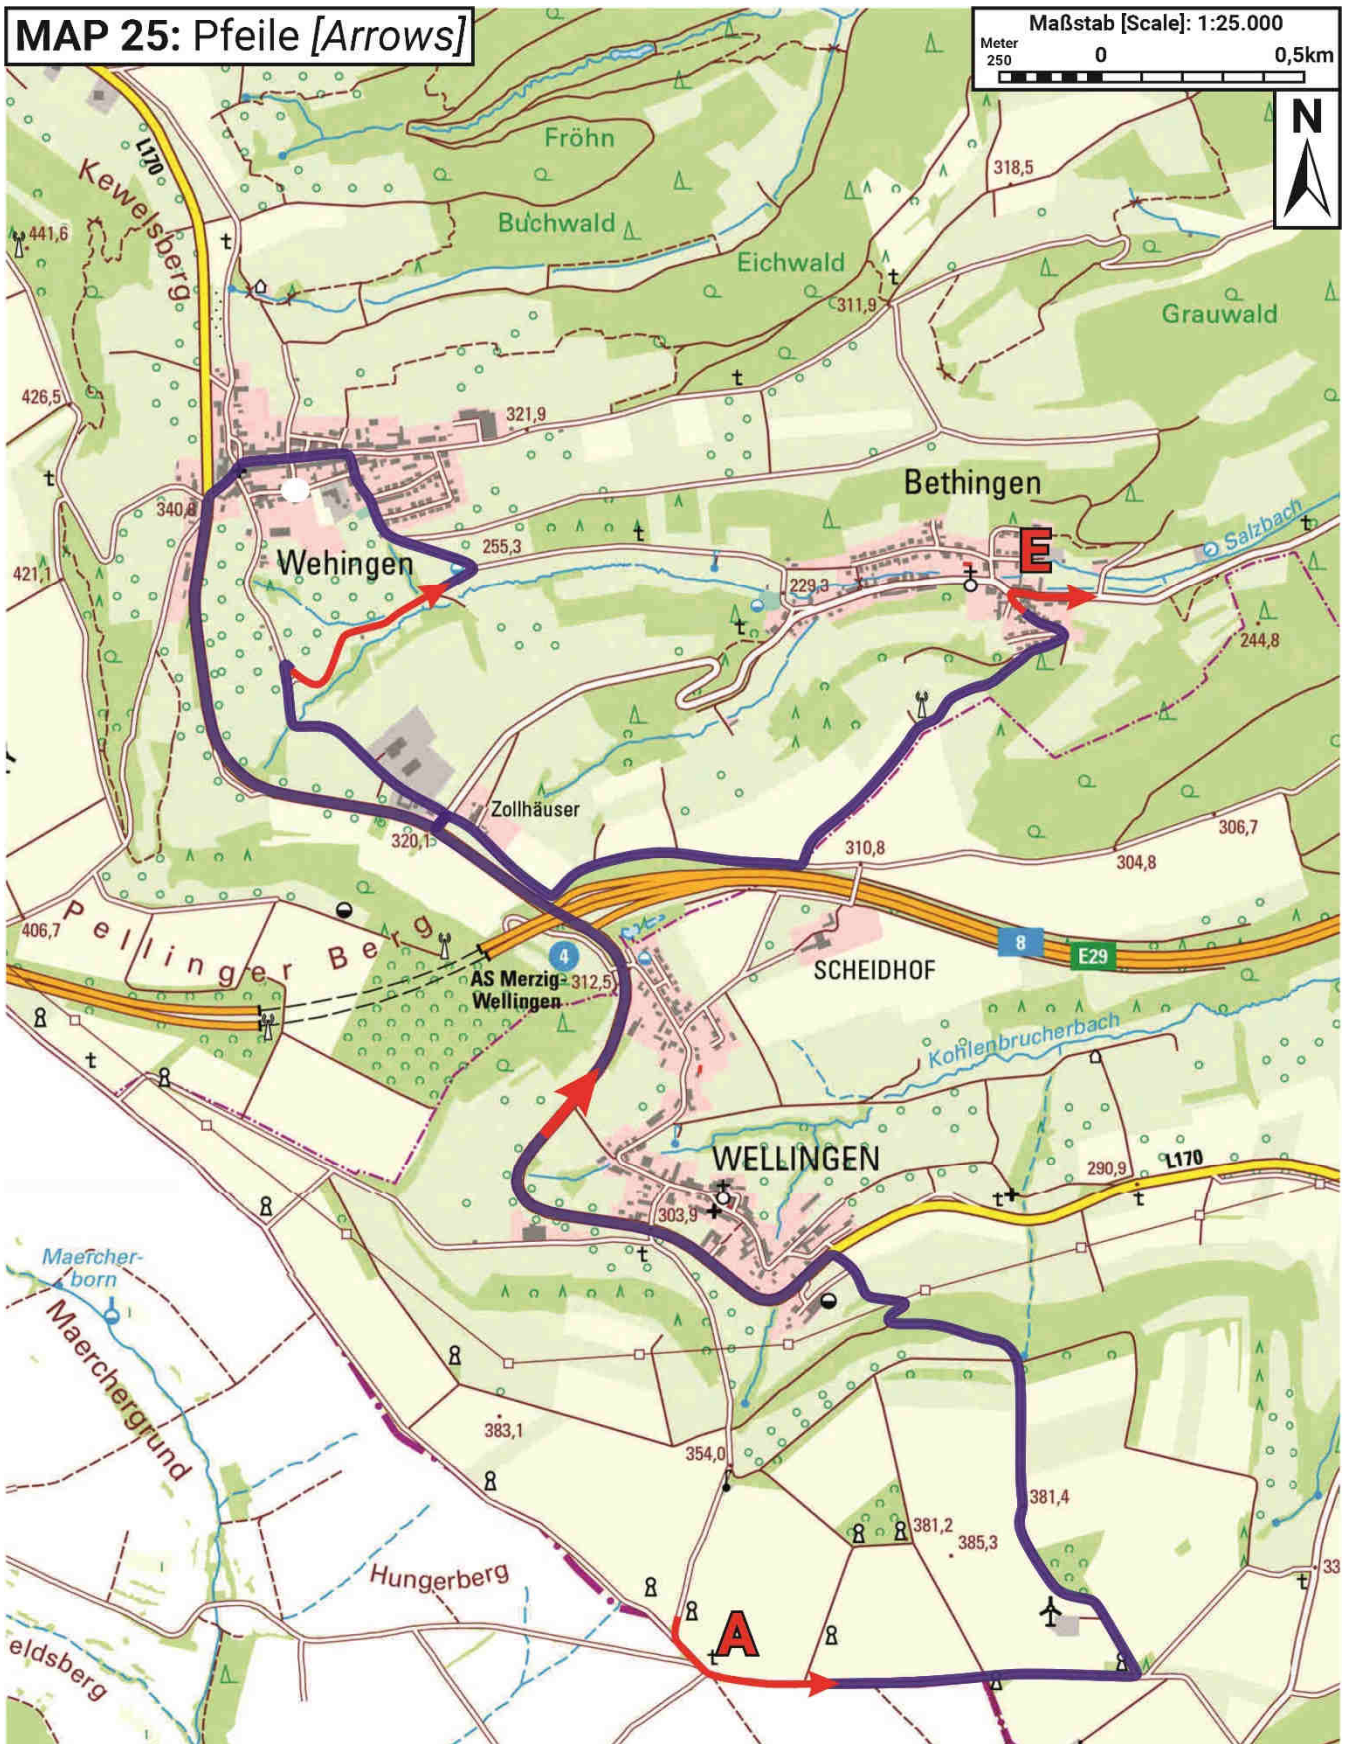 MAP 25: Pfeile [Arrows]
Maßstab [Scale]: 1:25.000
Meter
250
0
0,5km
N
L170
Kewelsberg
441,6
Fröhn
318,5
Buchwald
Eichwald
311,9
Grauwald
426,5
321,9
340,8
Bethingen
Wehingen
255,3
E
Salzbach
421,1
229,3
244,8
Zollhäuser
320,1
310,8
306,7
304,8
406,7
Pellinger Berg
4
AS Merzig-
Wellingen
312,5
8
E29
SCHEIDHOF
Kohlenbrucherbach
WELLINGEN
290,9
L170
303,9
Maercher-
born
Maerchergrund
383,1
354,0
381,4
381,2
385,3
33
Hungerberg
A
eldsberg